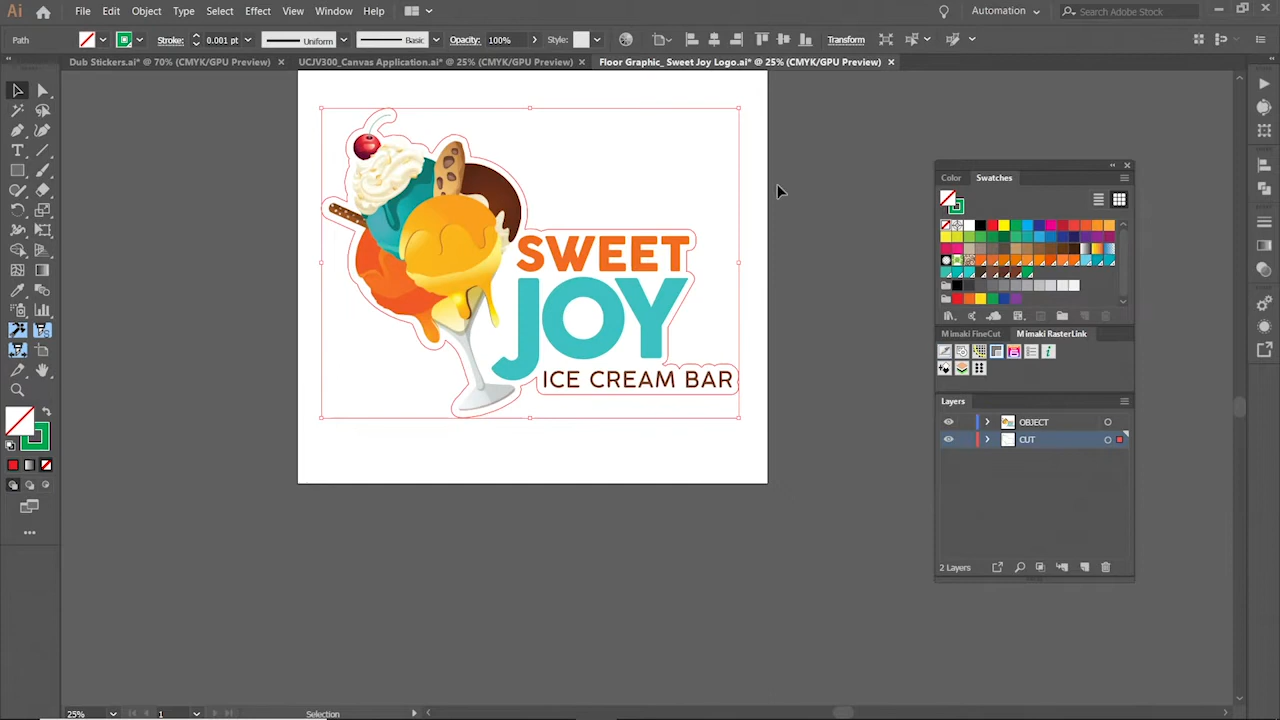 Ai File Edit Object Type Select Effect View Window Help Automation Search Adobe Stock
Path Stroke: 0.001 pt Uniform Basic Opacity: 100% Style: Transform
Dub Stickers.ai* @ 70% (CMYK/GPU Preview) × UCJV300_Canvas Application.ai* @ 25% (CMYK/GPU Preview) × Floor Graphic_ Sweet Joy Logo.ai* @ 25% (CMYK/GPU Preview) ×
Color Swatches
SWEET
JOY
ICE CREAM BAR
Mimaki FineCut Mimaki RasterLink
Layers
OBJECT
CUT
2 Layers
25% 1 Selection